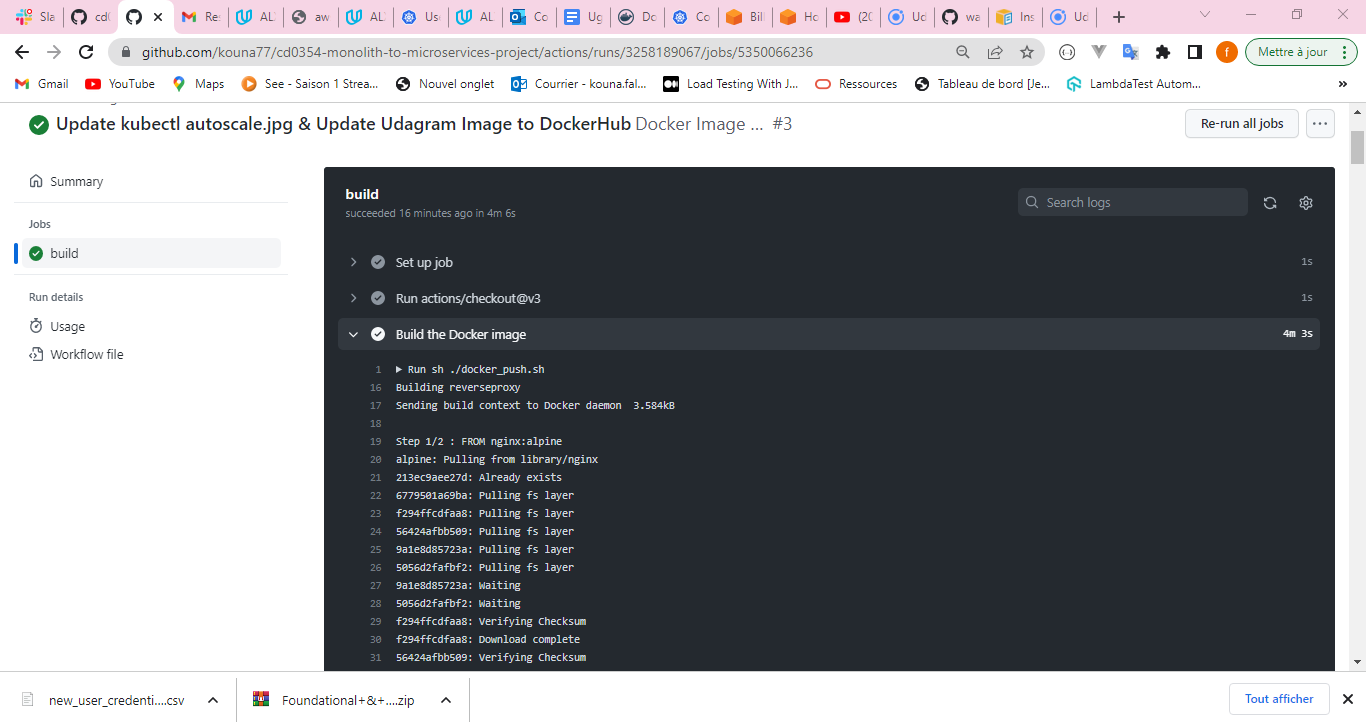 Sla
cd0
Re
AL
aw
AL
Use
AL
Co
Ug
Do
Co
Bil
Ho
(20
Ud
wa
Ins
Ud
github.com/kouna77/cd0354-monolith-to-microservices-project/actions/runs/3258189067/jobs/5350066236
f
Mettre à jour
Gmail
YouTube
Maps
See - Saison 1 Strea...
Nouvel onglet
Courrier - kouna.fal...
Load Testing With J...
Ressources
Tableau de bord [Je...
LambdaTest Autom...
»
Update kubectl autoscale.jpg & Update Udagram Image to DockerHub Docker Image ... #3
Re-run all jobs
...
Summary
Jobs
build
Run details
Usage
Workflow file
build
succeeded 16 minutes ago in 4m 6s
Search logs
Set up job 1s
Run actions/checkout@v3 1s
Build the Docker image 4m 3s
1 Run sh ./docker_push.sh
16 Building reverseproxy
17 Sending build context to Docker daemon 3.584kB
18
19 Step 1/2 : FROM nginx:alpine
20 alpine: Pulling from library/nginx
21 213ec9aee27d: Already exists
22 6779501a69ba: Pulling fs layer
23 f294ffcdfaa8: Pulling fs layer
24 56424afbb509: Pulling fs layer
25 9a1e8d85723a: Pulling fs layer
26 5056d2fafbf2: Pulling fs layer
27 9a1e8d85723a: Waiting
28 5056d2fafbf2: Waiting
29 f294ffcdfaa8: Verifying Checksum
30 f294ffcdfaa8: Download complete
31 56424afbb509: Verifying Checksum
new_user_credenti....csv
Foundational+&+....zip
Tout afficher